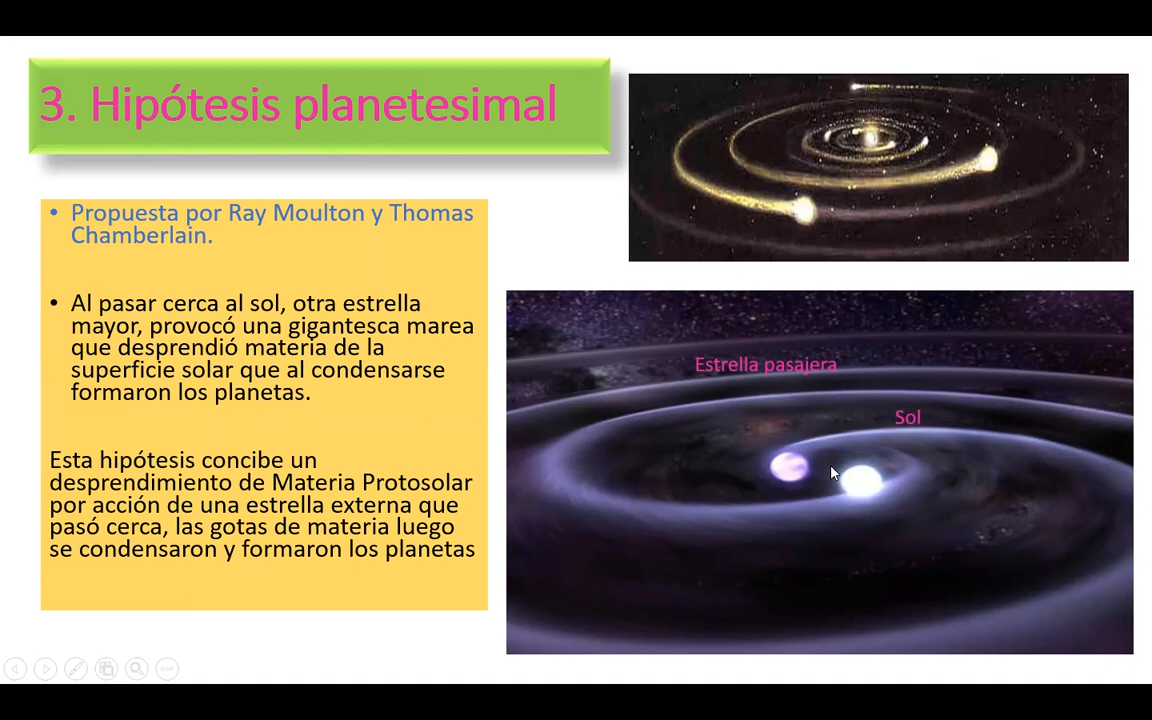 3. Hipótesis planetesimal
• Propuesta por Ray Moulton y Thomas
Chamberlain.
• Al pasar cerca al sol, otra estrella
mayor, provocó una gigantesca marea
que desprendió materia de la
superficie solar que al condensarse
formaron los planetas.
Esta hipótesis concibe un
desprendimiento de Materia Protosolar
por acción de una estrella externa que
pasó cerca, las gotas de materia luego
se condensaron y formaron los planetas
Estrella pasajera
Sol